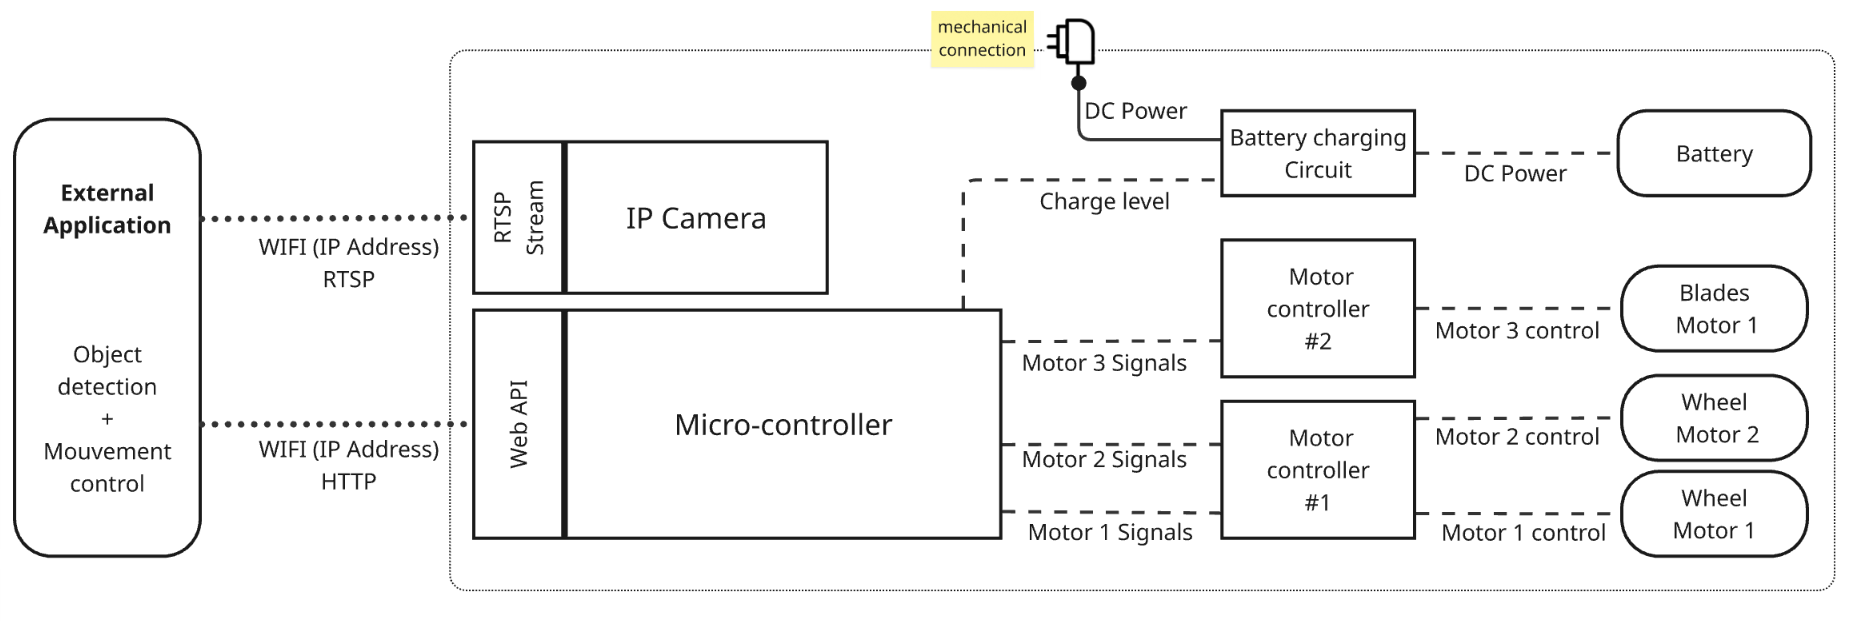 mechanical
connection
DC Power
Battery charging
Circuit
DC Power
Battery
Charge level
External
Application
Object
detection
+
Mouvement
control
WIFI (IP Address)
RTSP
WIFI (IP Address)
HTTP
RTSP
Stream
IP Camera
Web API
Micro-controller
Motor 3 Signals
Motor 2 Signals
Motor 1 Signals
Motor
controller
#2
Motor
controller
#1
Motor 3 control
Motor 2 control
Motor 1 control
Blades
Motor 1
Wheel
Motor 2
Wheel
Motor 1